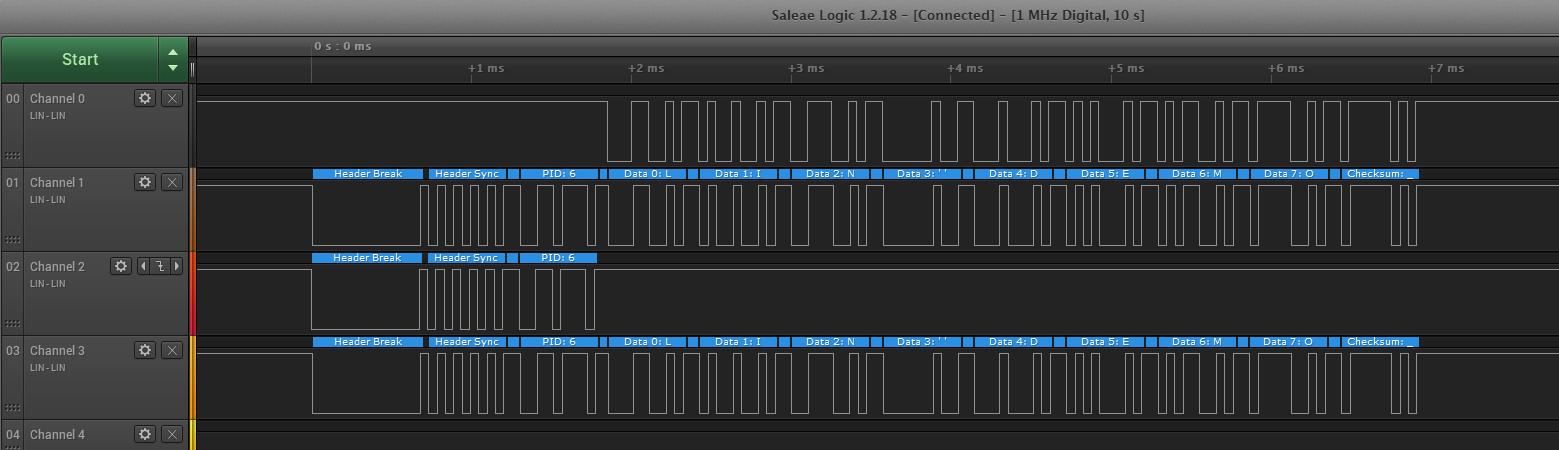 Saleae Logic 1.2.18 – [Connected] – [1 MHz Digital, 10 s]
Start
0 s : 0 ms
+1 ms +2 ms +3 ms +4 ms +5 ms +6 ms +7 ms
00 Channel 0
LIN - LIN
01 Channel 1
LIN - LIN
Header Break Header Sync PID: 6 Data 0: L Data 1: I Data 2: N Data 3: ' ' Data 4: D Data 5: E Data 6: M Data 7: O Checksum: _
02 Channel 2
LIN - LIN
Header Break Header Sync PID: 6
03 Channel 3
LIN - LIN
Header Break Header Sync PID: 6 Data 0: L Data 1: I Data 2: N Data 3: ' ' Data 4: D Data 5: E Data 6: M Data 7: O Checksum: _
04 Channel 4